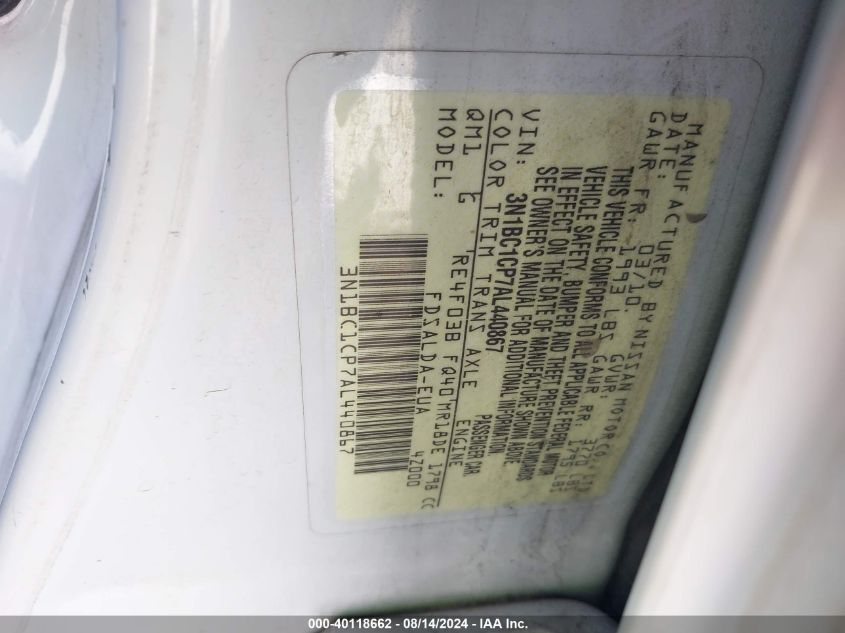 MANUFACTURED BY NISSAN MOTOR CO., LTD
DATE: 03/10. GVWR: 3770 LBS
GAWR FR: 1993 LBS GAWR RR: 1795 LBS
THIS VEHICLE CONFORMS TO ALL APPLICABLE FEDERAL MOTOR
VEHICLE SAFETY, BUMPER AND THEFT PREVENTION STANDARDS
IN EFFECT ON THE DATE OF MANUFACTURE SHOWN ABOVE
SEE OWNER'S MANUAL FOR ADDITIONAL INFORMATION
VIN: 3N1BC1CP7AL440867 PASSENGER CAR
COLOR TRIM TRANS AXLE ENGINE
QM1 G RE4F03B FQ40 MR18DE 1798 CC
MODEL: FDSALDA-EUA
4Z000
3N1BC1CP7AL440867
000-40118662 - 08/14/2024 - IAA Inc.